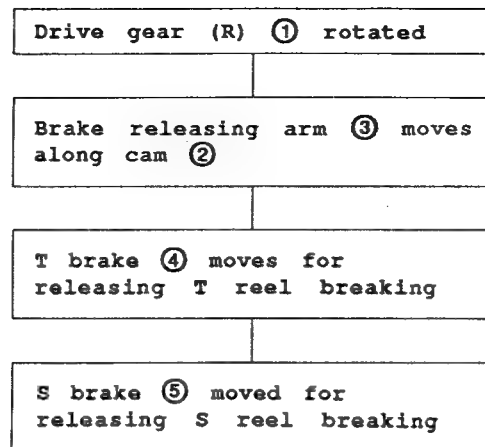 Drive gear (R) ① rotated
Brake releasing arm ③ moves
along cam ②
T brake ④ moves for
releasing T reel breaking
S brake ⑤ moved for
releasing S reel breaking